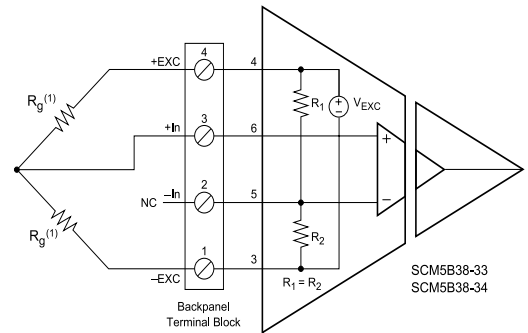 +EXC
4
4
Rg(1)
R1
VEXC
+In
3
6
+
−In
NC
2
5
−
Rg(1)
R2
1
3
−EXC
R1 = R2
Backpanel
Terminal Block
SCM5B38-33
SCM5B38-34